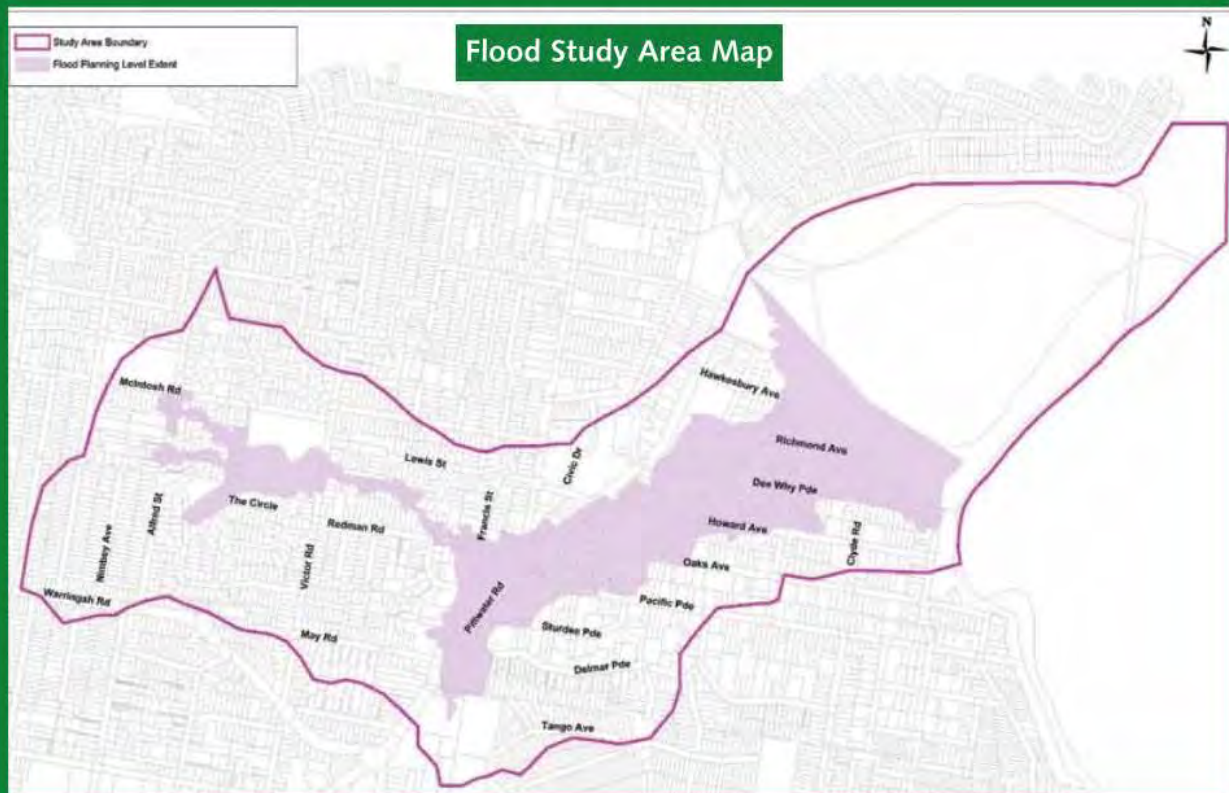 Flood Study Area Map
N
Study Area Boundary
Flood Planning Level Extent
McIntosh Rd
Hawkesbury Ave
Richmond Ave
Lewis St
Civic Dr
Dee Why Pde
The Circle
Alfred St
Redman Rd
Francis St
Howard Ave
Clyde Rd
Nimbey Ave
Victor Rd
Oaks Ave
Warringah Rd
Pittwater Rd
Pacific Pde
May Rd
Sturdee Pde
Delmar Pde
Tango Ave